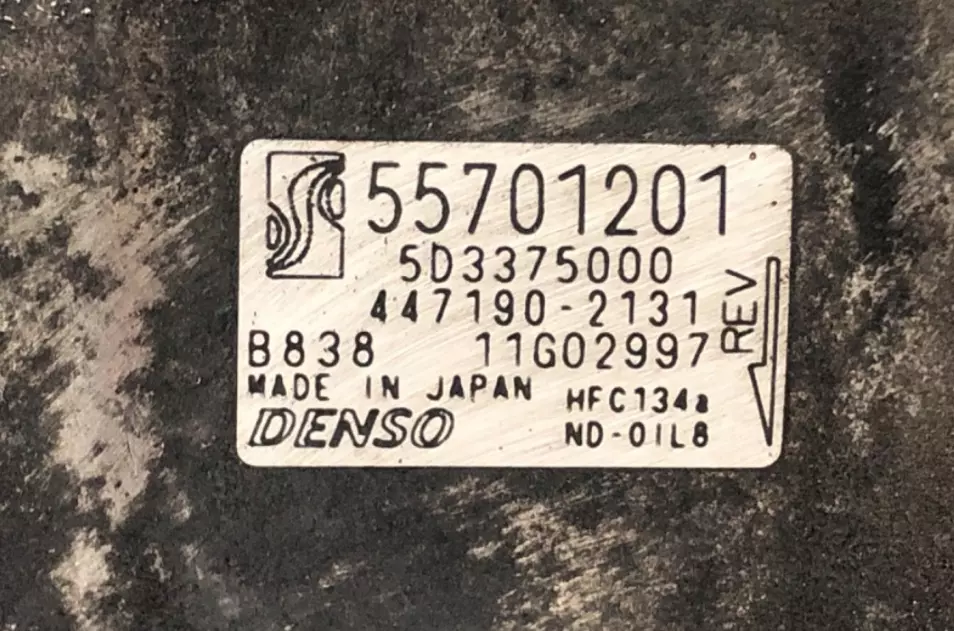 55701201
5D3375000
447190-2131
B838 11G02997
REV
MADE IN JAPAN HFC134a
DENSO ND-OIL8